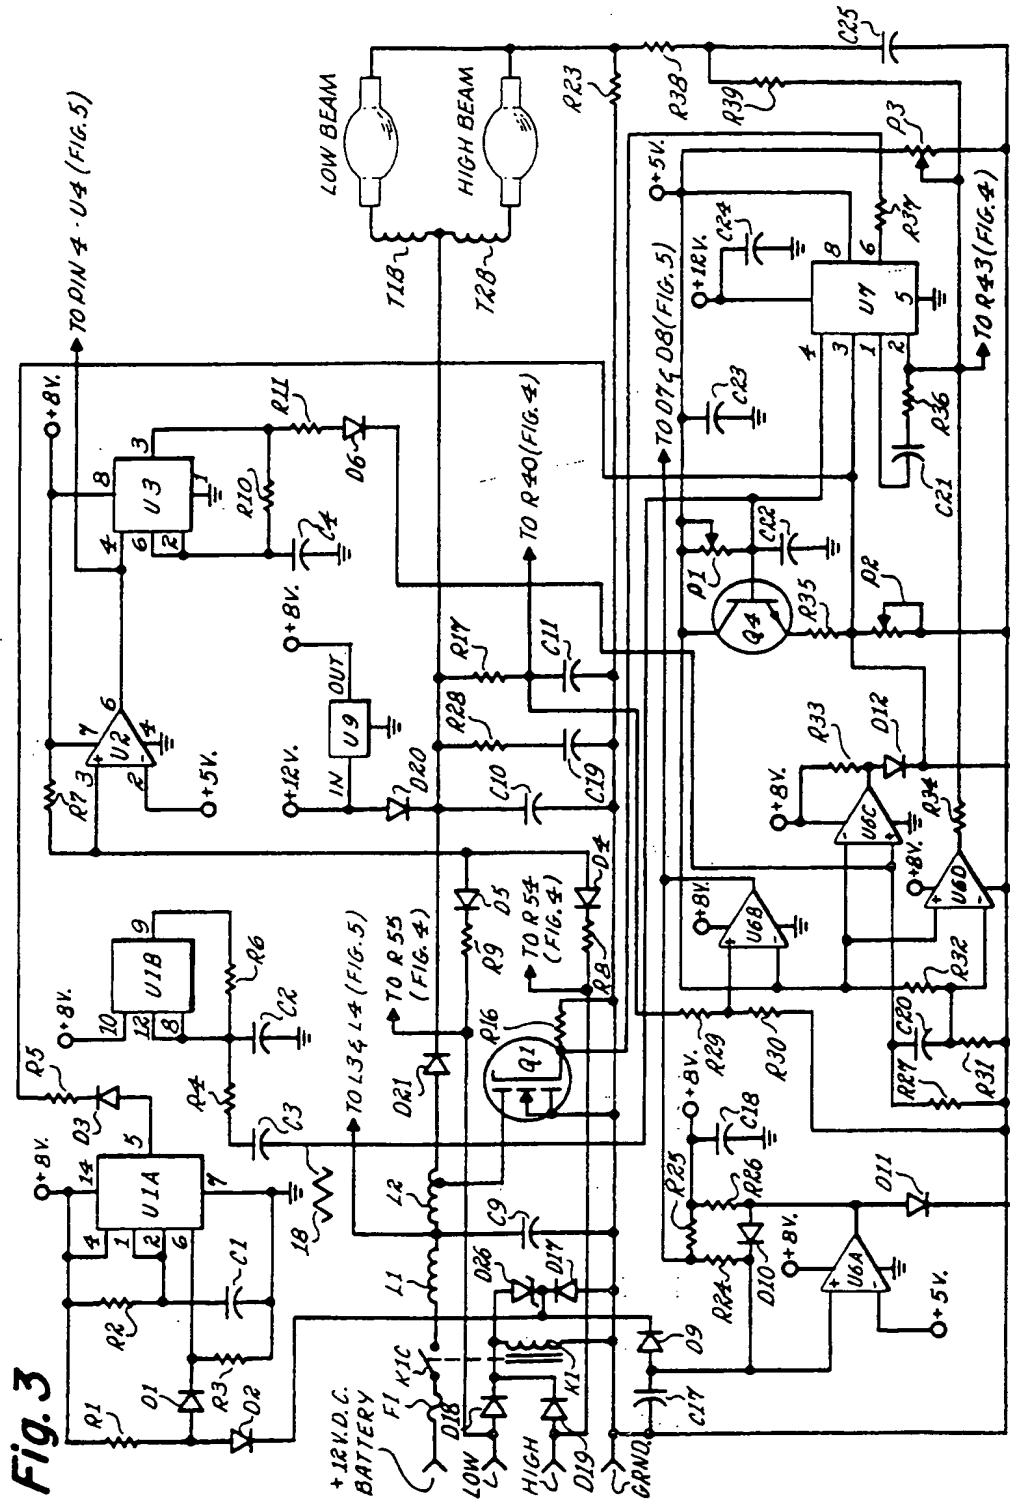 Fig. 3
+8V.
R1
R2
R3
D1
D2
C1
4
1
2
6
14
5
7
U1A
D3
R5
+8V.
10
12
8
9
U1B
R4
R6
C2
C3
18
R7
3
2
7
6
4
+
-
U2
+5V.
+8V.
4
6
2
8
3
1
U3
R10
C4
R11
D6
TO PIN 4 - U4 (FIG. 5)
+12V.
IN
U9
OUT
+8V.
D20
+12 V.D.C.
BATTERY
F1
K1C
L1
L2
D21
TO L3 & L4 (FIG. 5)
TO R55
(FIG. 4)
R9
D5
TO R54
(FIG. 4)
R8
D4
R28
R17
C10
C19
C11
TO R40 (FIG. 4)
T1B
T2B
LOW BEAM
HIGH BEAM
LOW
HIGH
GRND.
D18
D19
K1
D26
D17
C9
Q1
R16
R23
C17
D9
R24
R25
R26
D10
+8V.
C18
+8V.
+
-
U6A
+5V.
D11
R29
R30
+8V.
+
-
U6B
TO D7 & D8 (FIG. 5)
R27
C20
R31
R32
+8V.
-
+
U6C
R33
D12
+8V.
+
-
U6D
R34
Q4
P1
C22
R35
P2
C23
+12V.
C24
+5V.
4
3
1
2
8
6
5
U7
C21
R36
R37
TO R43 (FIG. 4)
P3
R38
R39
C25